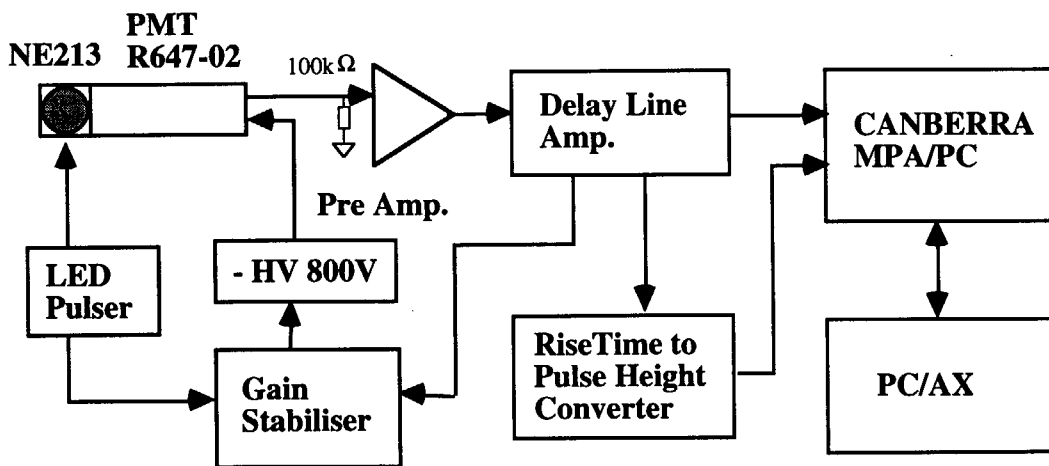 PMT
NE213 R647-02
100kΩ
Delay Line
Amp.
CANBERRA
MPA/PC
Pre Amp.
LED
Pulser
- HV 800V
Gain
Stabiliser
RiseTime to
Pulse Height
Converter
PC/AX